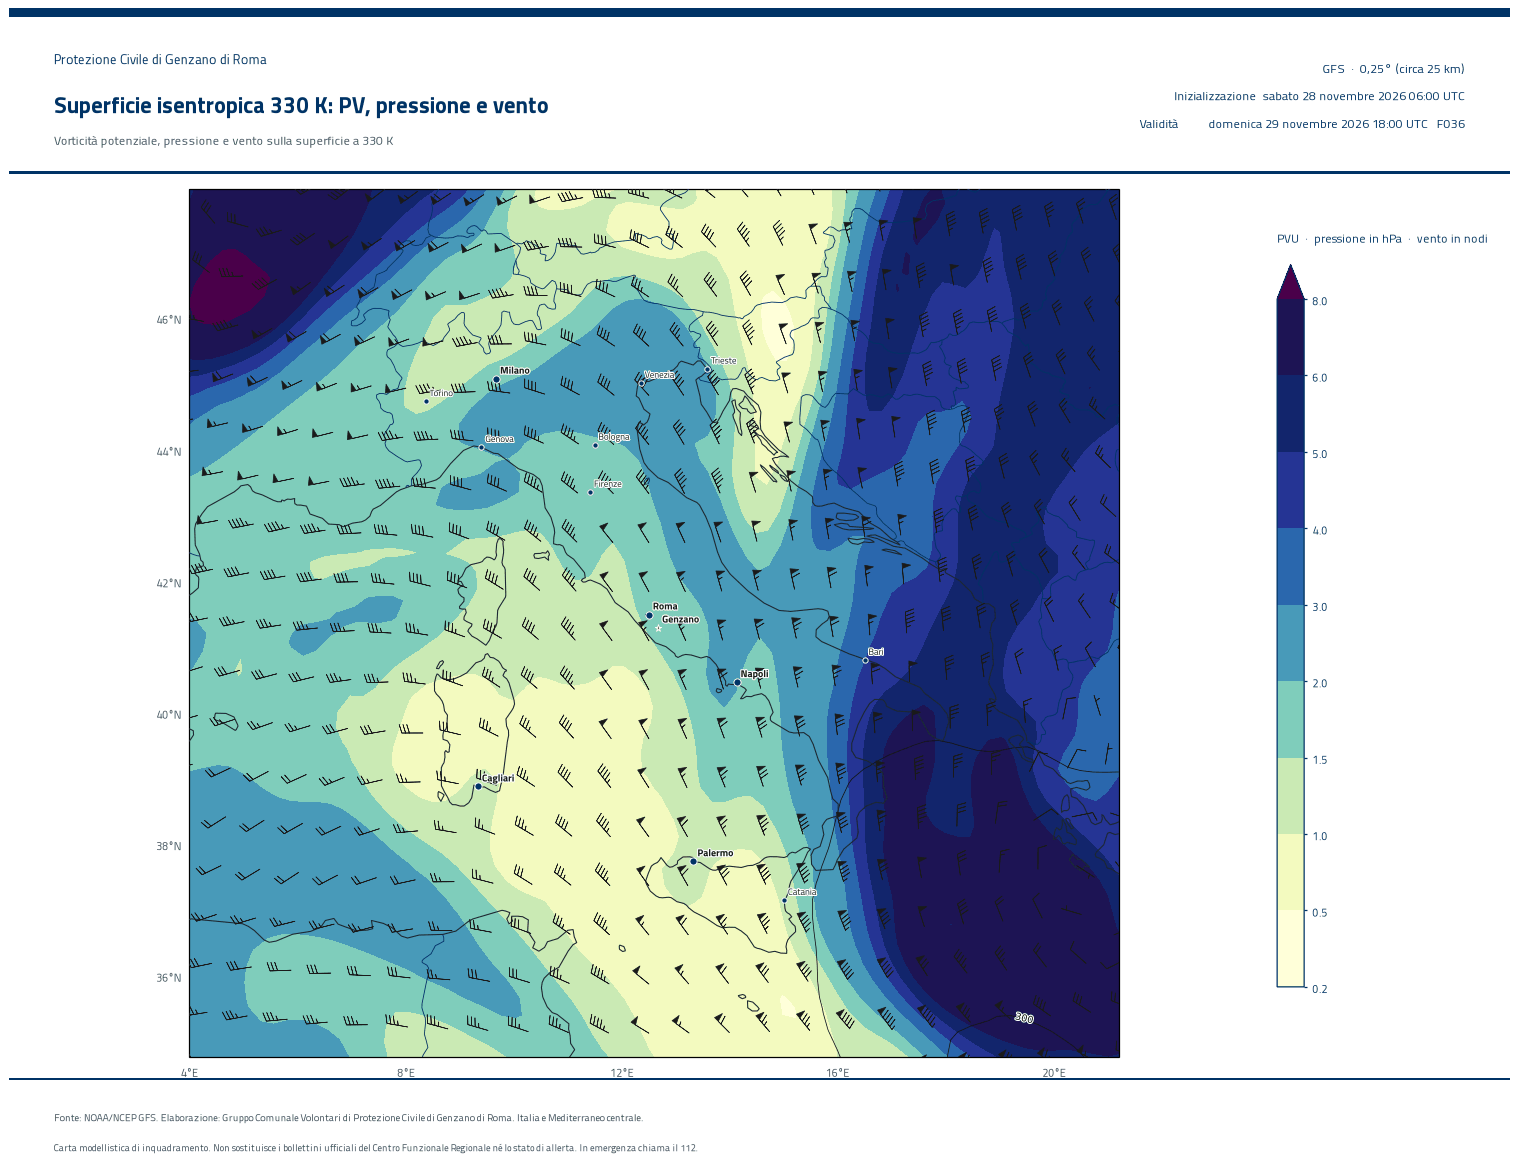 Protezione Civile di Genzano di Roma
Superficie isentropica 330 K: PV, pressione e vento
Vorticità potenziale, pressione e vento sulla superficie a 330 K
GFS · 0,25° (circa 25 km)
Inizializzazione sabato 28 novembre 2026 06:00 UTC
Validità domenica 29 novembre 2026 18:00 UTC F036
PVU · pressione in hPa · vento in nodi
8.0
6.0
5.0
4.0
3.0
2.0
1.5
1.0
0.5
0.2
46°N
44°N
42°N
40°N
38°N
36°N
Trieste
Milano
Venezia
Torino
Genova
Bologna
Firenze
Roma
Genzano
Bari
Napoli
Cagliari
Palermo
Catania
300
4°E
8°E
12°E
16°E
20°E
Fonte: NOAA/NCEP GFS. Elaborazione: Gruppo Comunale Volontari di Protezione Civile di Genzano di Roma. Italia e Mediterraneo centrale.
Carta modellistica di inquadramento. Non sostituisce i bollettini ufficiali del Centro Funzionale Regionale né lo stato di allerta. In emergenza chiama il 112.